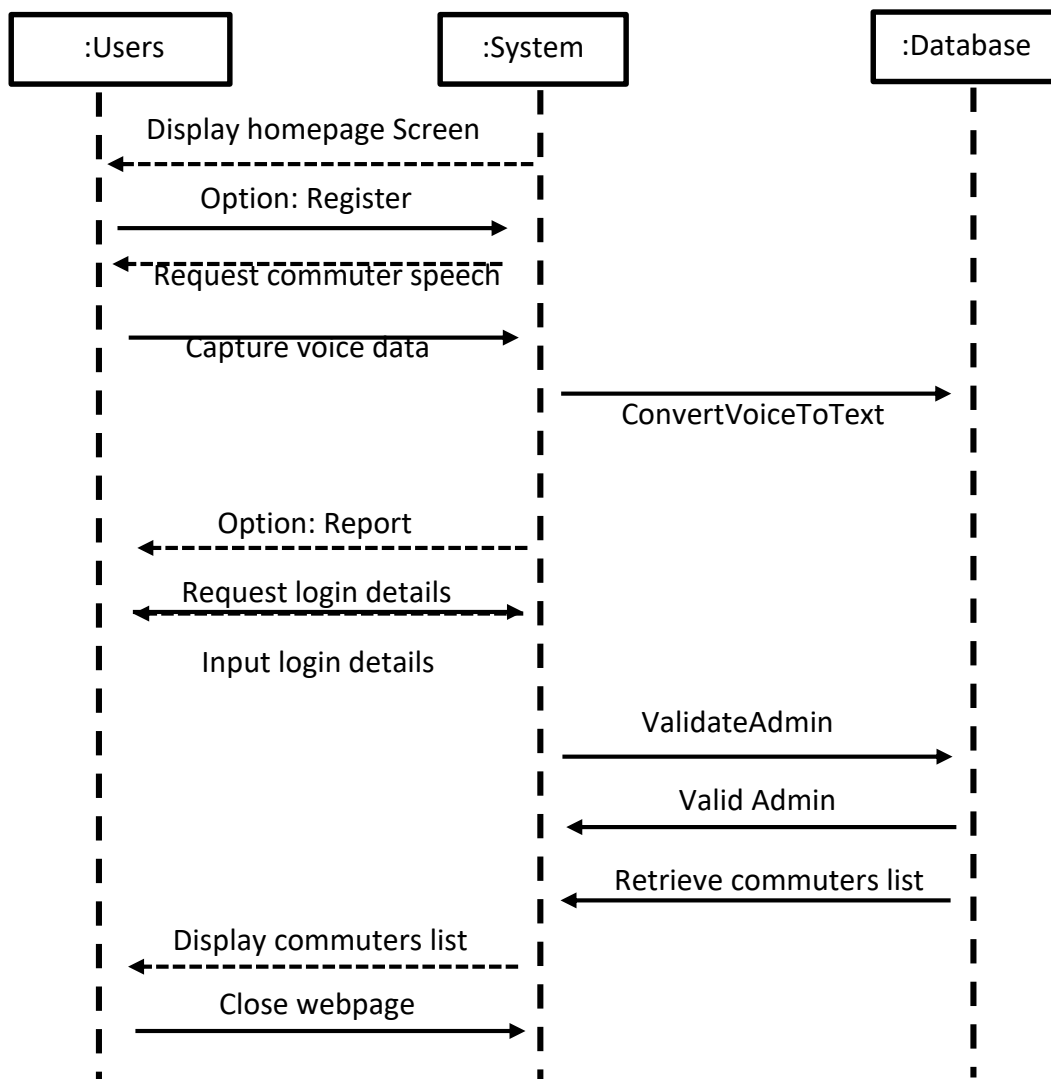 :Users
:System
:Database
Display homepage Screen
Option: Register
Request commuter speech
Capture voice data
ConvertVoiceToText
Option: Report
Request login details
Input login details
ValidateAdmin
Valid Admin
Retrieve commuters list
Display commuters list
Close webpage